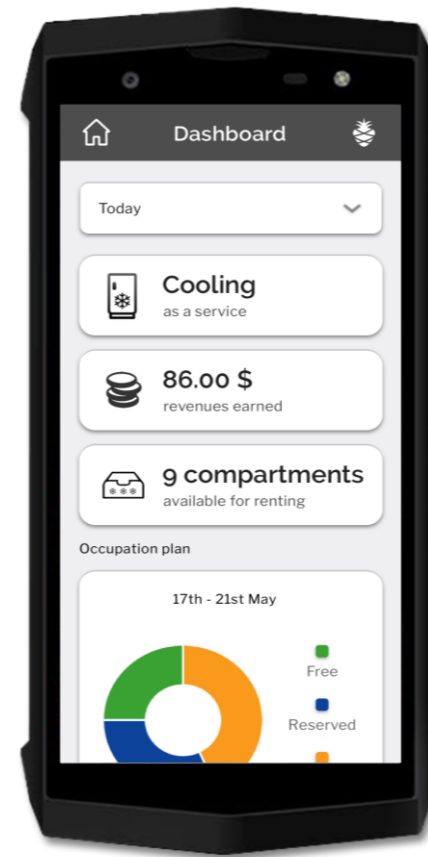 Dashboard
Today
Cooling
as a service
86.00 $
revenues earned
9 compartments
available for renting
Occupation plan
17th - 21st May
Free
Reserved